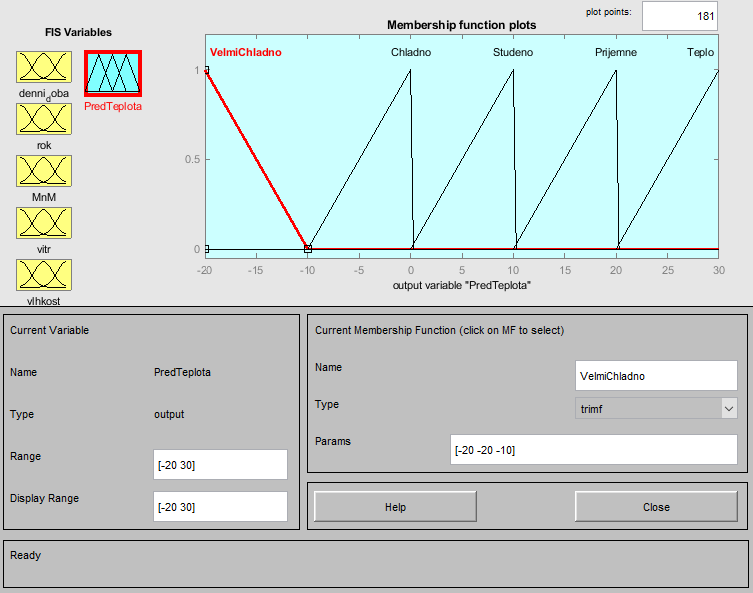 plot points: 181
FIS Variables
Membership function plots
denni_doba
PredTeplota
rok
MnM
vitr
vlhkost
VelmiChladno Chladno Studeno Prijemne Teplo
1
0.5
0
-20 -15 -10 -5 0 5 10 15 20 25 30
output variable "PredTeplota"
Current Variable
Name PredTeplota
Type output
Range [-20 30]
Display Range [-20 30]
Current Membership Function (click on MF to select)
Name VelmiChladno
Type trimf
Params [-20 -20 -10]
Help Close
Ready